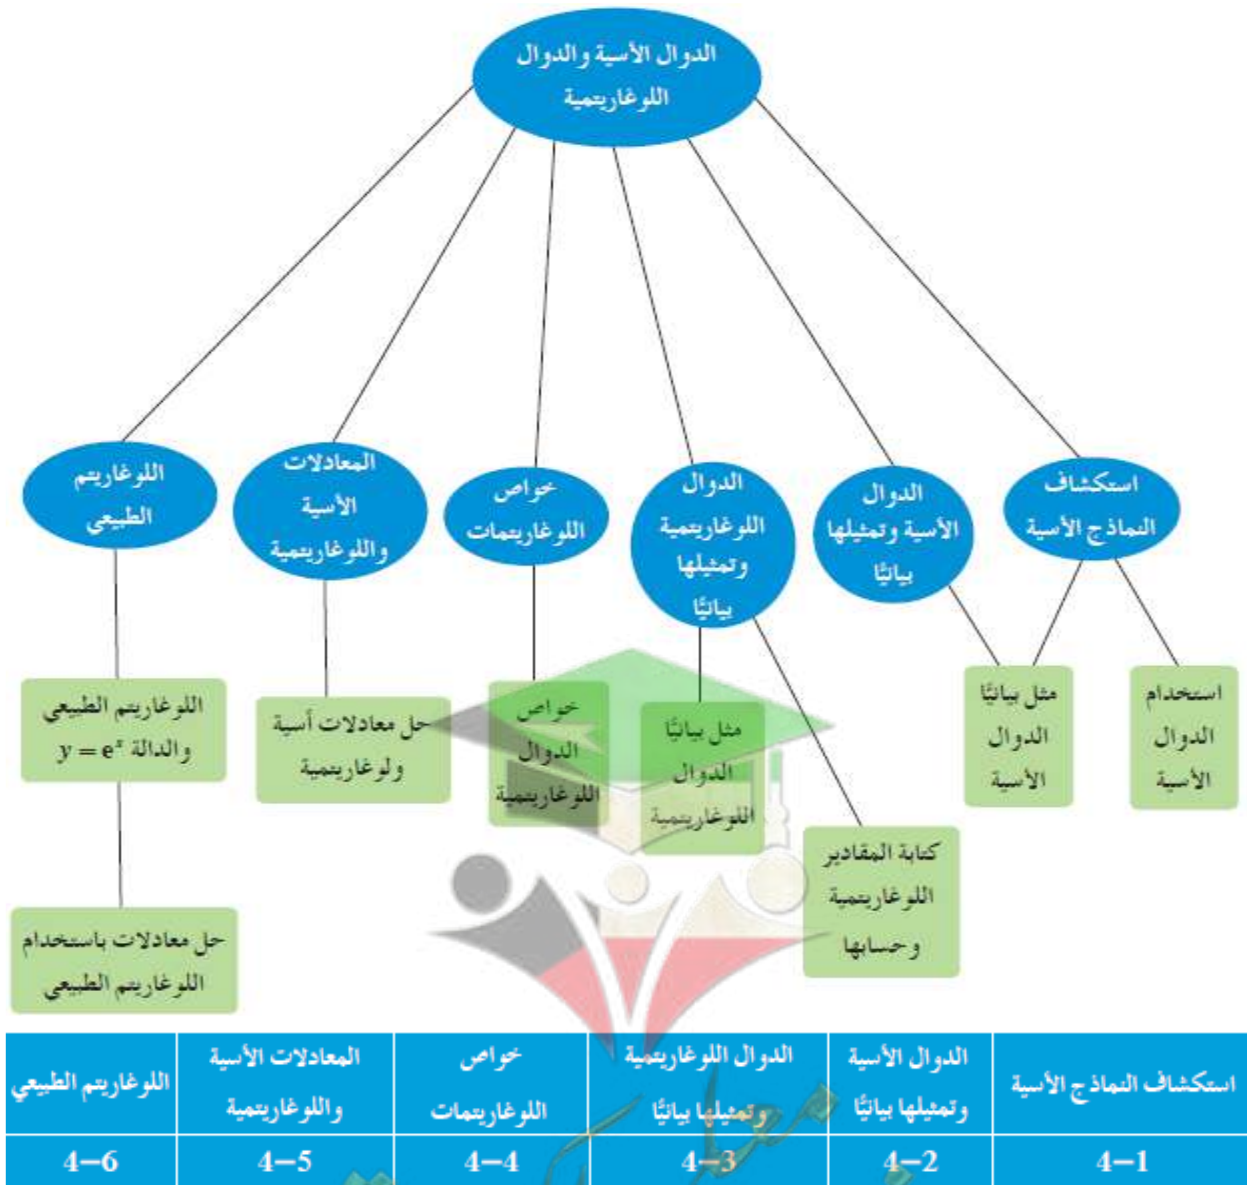 الدوال الأسية والدوال
اللوغاريتمية
استكشاف
النماذج الأسية
الدوال
الأسية وتمثيلها
بيانيًّا
الدوال
اللوغاريتمية
وتمثيلها
بيانيًّا
خواص
اللوغاريتمات
المعادلات
الأسية
واللوغاريتمية
اللوغاريتم
الطبيعي
استخدام
الدوال
الأسية
مثل بيانيًّا
الدوال
الأسية
مثل بيانيًّا
الدوال
اللوغاريتمية
كتابة المقادير
اللوغاريتمية
وحسابها
خواص
الدوال
اللوغاريتمية
حل معادلات أسية
ولوغاريتمية
اللوغاريتم الطبيعي
والدالة y = eˣ
حل معادلات باستخدام
اللوغاريتم الطبيعي
استكشاف النماذج الأسية
الدوال الأسية
وتمثيلها بيانيًّا
الدوال اللوغاريتمية
وتمثيلها بيانيًّا
خواص
اللوغاريتمات
المعادلات الأسية
واللوغاريتمية
اللوغاريتم الطبيعي
4–1
4–2
4–3
4–4
4–5
4–6